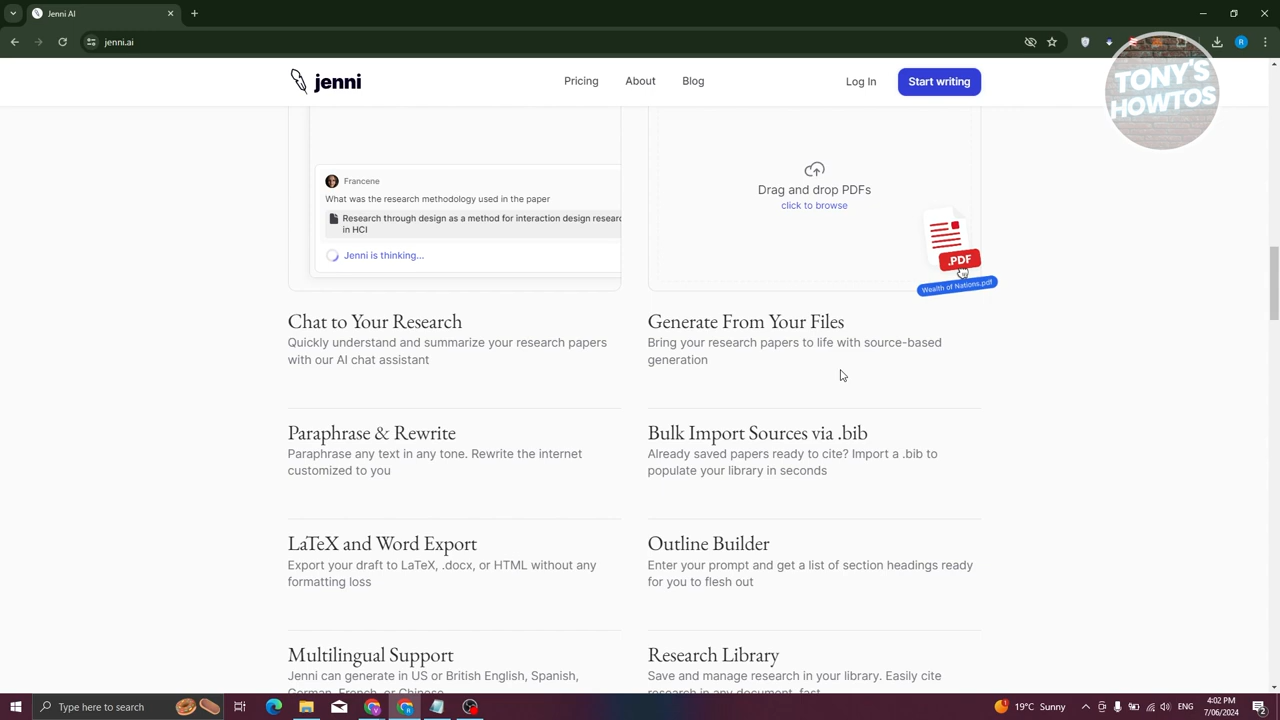 Jenni AI
jenni.ai
R
TONY'S
HOWTOS
jenni
Pricing
About
Blog
Log In
Start writing
Francene
What was the research methodology used in the paper
Research through design as a method for interaction design researc
in HCI
Jenni is thinking...
Drag and drop PDFs
click to browse
.PDF
Wealth of Nations.pdf
Chat to Your Research
Quickly understand and summarize your research papers
with our AI chat assistant
Generate From Your Files
Bring your research papers to life with source-based
generation
Paraphrase & Rewrite
Paraphrase any text in any tone. Rewrite the internet
customized to you
Bulk Import Sources via .bib
Already saved papers ready to cite? Import a .bib to
populate your library in seconds
LaTeX and Word Export
Export your draft to LaTeX, .docx, or HTML without any
formatting loss
Outline Builder
Enter your prompt and get a list of section headings ready
for you to flesh out
Multilingual Support
Jenni can generate in US or British English, Spanish,
German, French, or Chinese
Research Library
Save and manage research in your library. Easily cite
research in any document, fast
Type here to search
19°C Sunny
ENG
4:02 PM
7/06/2024